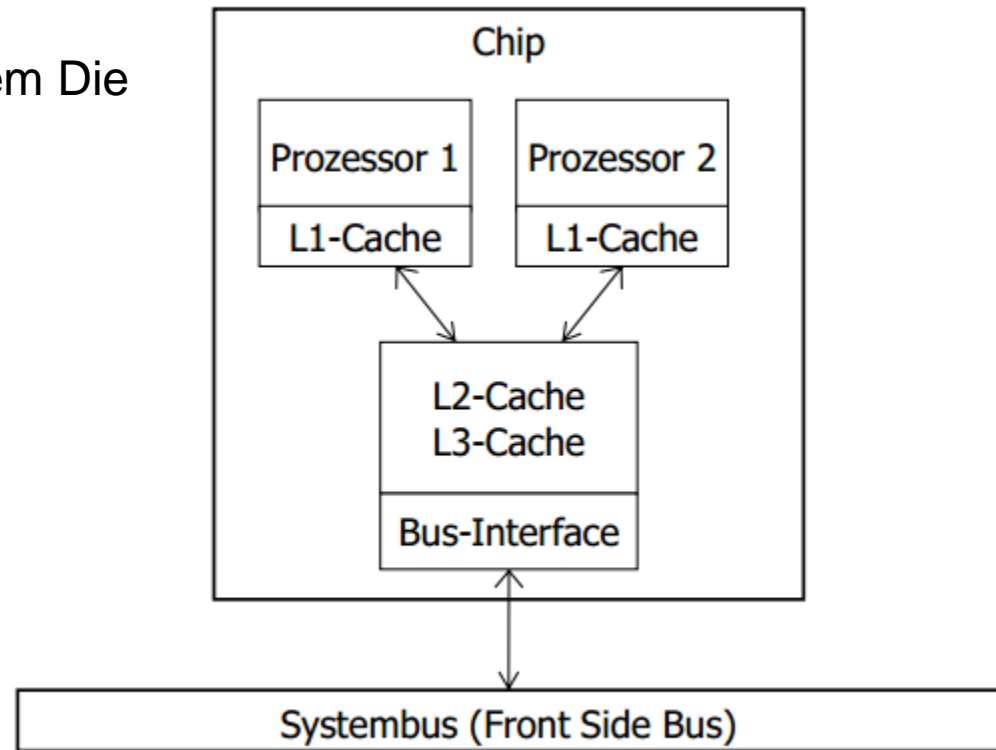 Chip
em Die
Prozessor 1
Prozessor 2
L1-Cache
L1-Cache
L2-Cache
L3-Cache
Bus-Interface
Systembus (Front Side Bus)